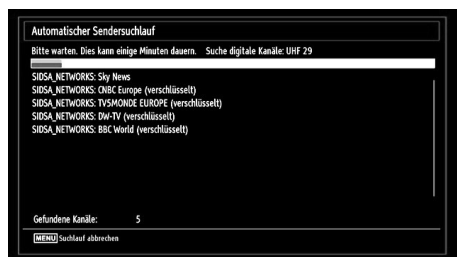 Automatischer Sendersuchlauf
Bitte warten. Dies kann einige Minuten dauern. Suche digitale Kanäle: UHF 29
SIDSA_NETWORKS: Sky News
SIDSA_NETWORKS: CNBC Europe (verschlüsselt)
SIDSA_NETWORKS: TV5MONDE EUROPE (verschlüsselt)
SIDSA_NETWORKS: DW-TV (verschlüsselt)
SIDSA_NETWORKS: BBC World (verschlüsselt)
Gefundene Kanäle: 5
MENU Suchlauf abbrechen